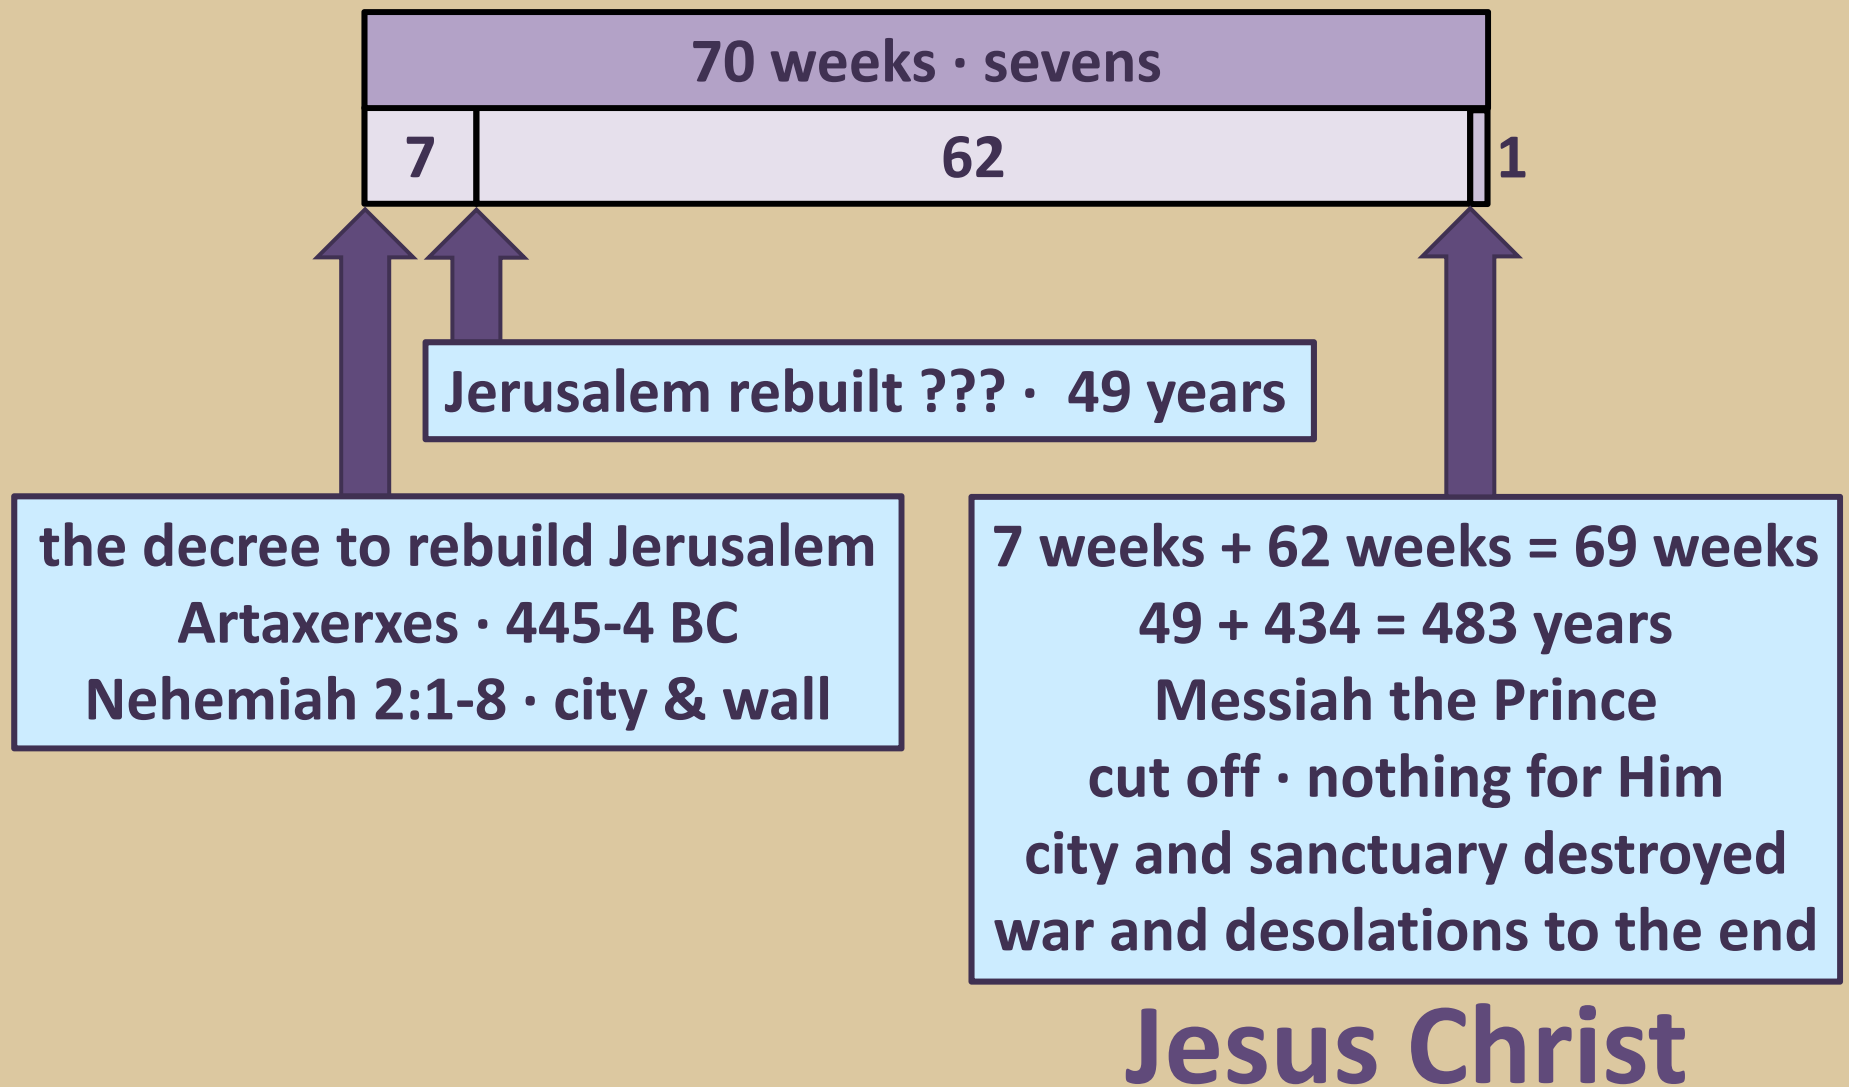 70 weeks · sevens
7
62
1
Jerusalem rebuilt ??? · 49 years
the decree to rebuild Jerusalem
Artaxerxes · 445-4 BC
Nehemiah 2:1-8 · city & wall
7 weeks + 62 weeks = 69 weeks
49 + 434 = 483 years
Messiah the Prince
cut off · nothing for Him
city and sanctuary destroyed
war and desolations to the end
Jesus Christ